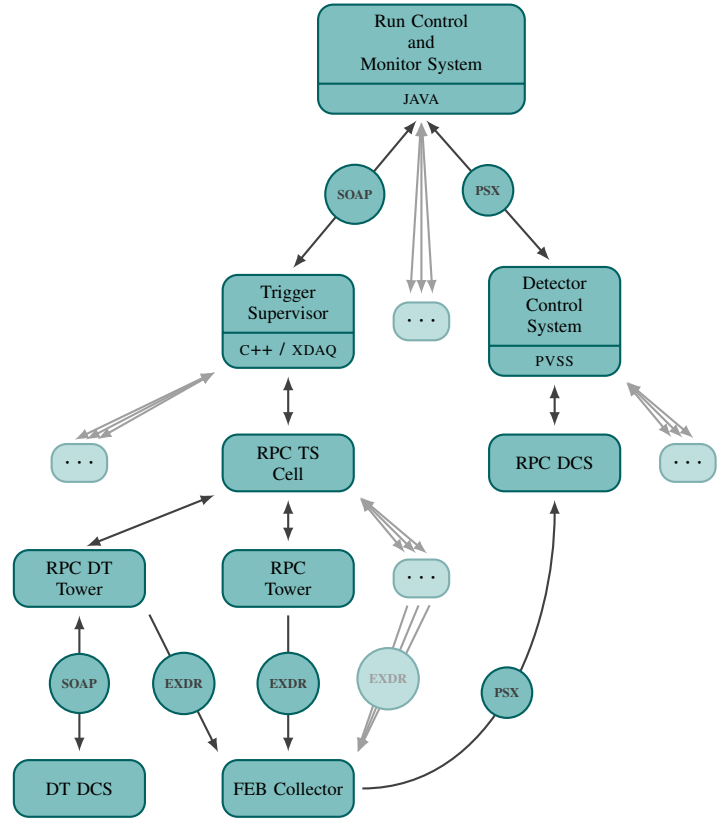 Run Control
and
Monitor System
JAVA
SOAP
PSX
Trigger
Supervisor
C++ / XDAQ
. . .
Detector
Control
System
PVSS
. . .
RPC TS
Cell
RPC DCS
. . .
RPC DT
Tower
RPC
Tower
. . .
SOAP
EXDR
EXDR
EXDR
PSX
DT DCS
FEB Collector